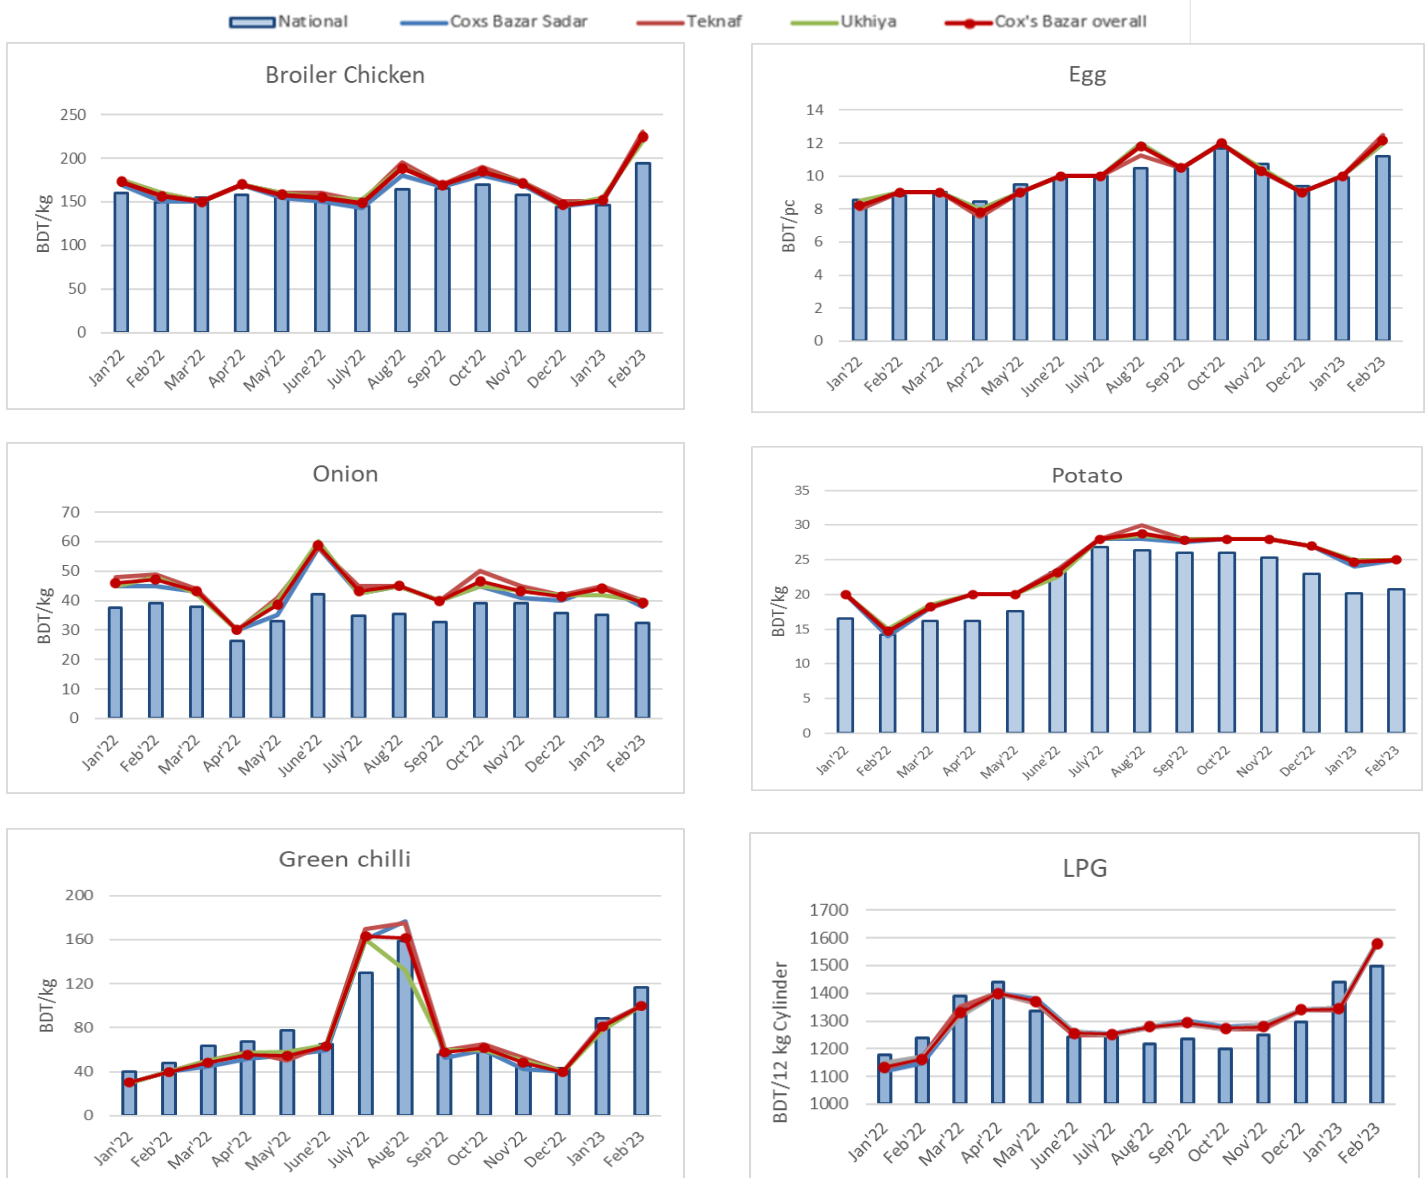 National Coxs Bazar Sadar Teknaf Ukhiya Cox's Bazar overall
Broiler Chicken
BDT/kg
250
200
150
100
50
0
Jan'22 Feb'22 Mar'22 Apr'22 May'22 June'22 July'22 Aug'22 Sep'22 Oct'22 Nov'22 Dec'22 Jan'23 Feb'23
Egg
BDT/pc
14
12
10
8
6
4
2
0
Jan'22 Feb'22 Mar'22 Apr'22 May'22 June'22 July'22 Aug'22 Sep'22 Oct'22 Nov'22 Dec'22 Jan'23 Feb'23
Onion
BDT/kg
70
60
50
40
30
20
10
0
Jan'22 Feb'22 Mar'22 Apr'22 May'22 June'22 July'22 Aug'22 Sep'22 Oct'22 Nov'22 Dec'22 Jan'23 Feb'23
Potato
BDT/kg
35
30
25
20
15
10
5
0
Jan'22 Feb'22 Mar'22 Apr'22 May'22 June'22 July'22 Aug'22 Sep'22 Oct'22 Nov'22 Dec'22 Jan'23 Feb'23
Green chilli
BDT/kg
200
160
120
80
40
0
Jan'22 Feb'22 Mar'22 Apr'22 May'22 June'22 July'22 Aug'22 Sep'22 Oct'22 Nov'22 Dec'22 Jan'23 Feb'23
LPG
BDT/12 kg Cylinder
1700
1600
1500
1400
1300
1200
1100
1000
Jan'22 Feb'22 Mar'22 Apr'22 May'22 June'22 July'22 Aug'22 Sep'22 Oct'22 Nov'22 Dec'22 Jan'23 Feb'23